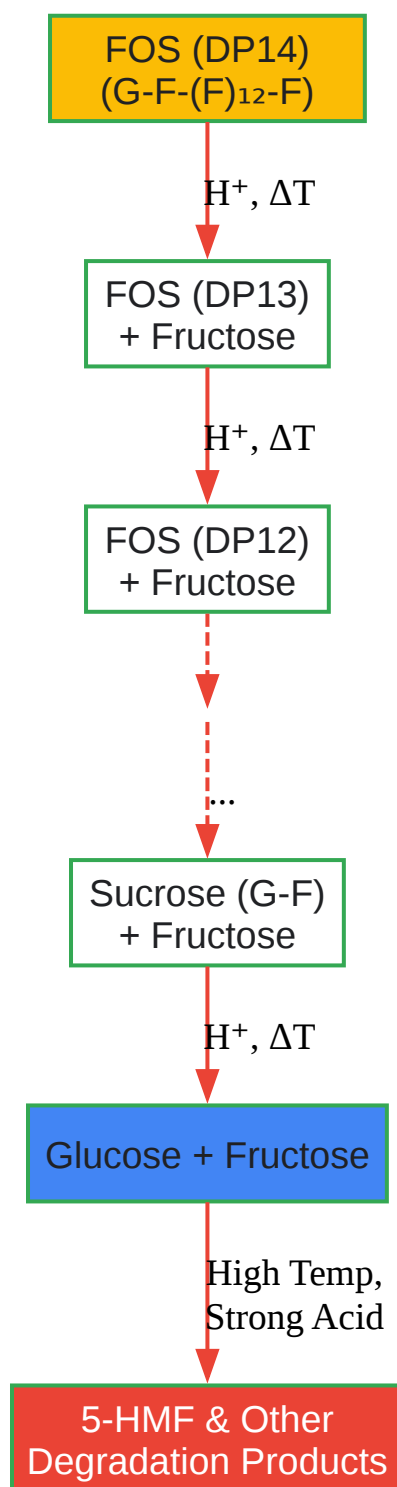 FOS (DP14)
(G-F-(F)₁₂-F)
H⁺, ΔT
FOS (DP13)
+ Fructose
H⁺, ΔT
FOS (DP12)
+ Fructose
...
Sucrose (G-F)
+ Fructose
H⁺, ΔT
Glucose + Fructose
High Temp,
Strong Acid
5-HMF & Other
Degradation Products